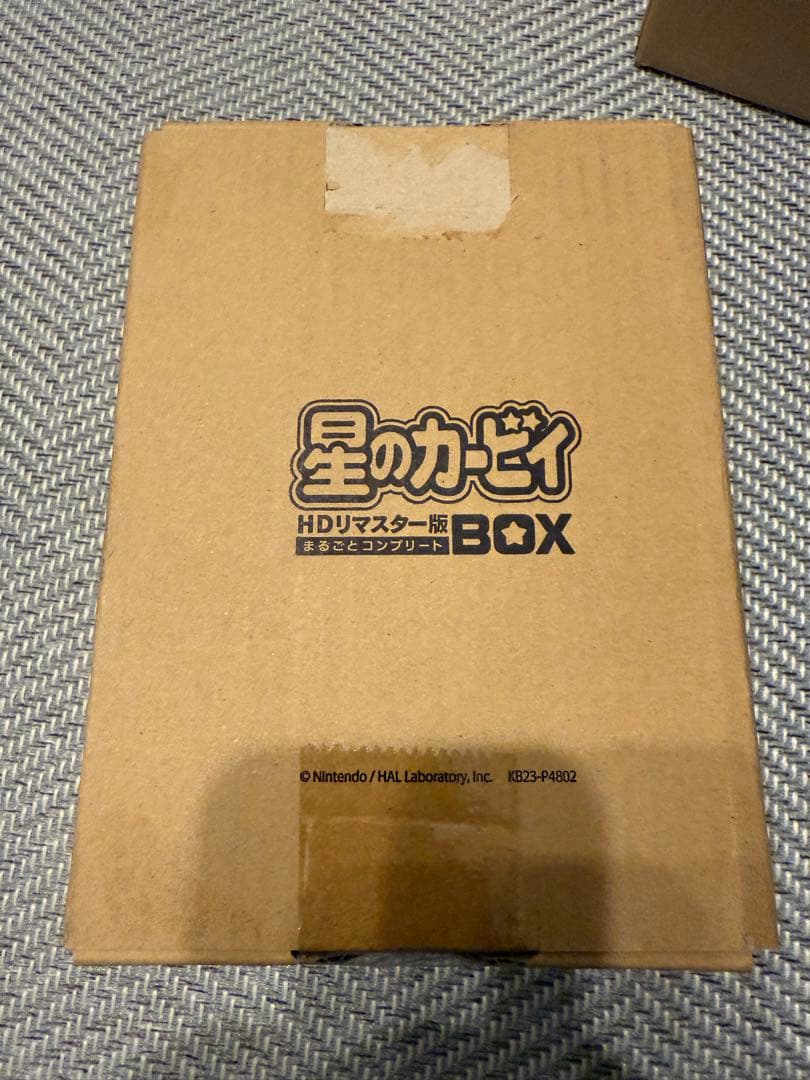 星のカービィ
HDリマスター版
まるごとコンプリート BOX
© Nintendo / HAL Laboratory, Inc. KB23-P4802